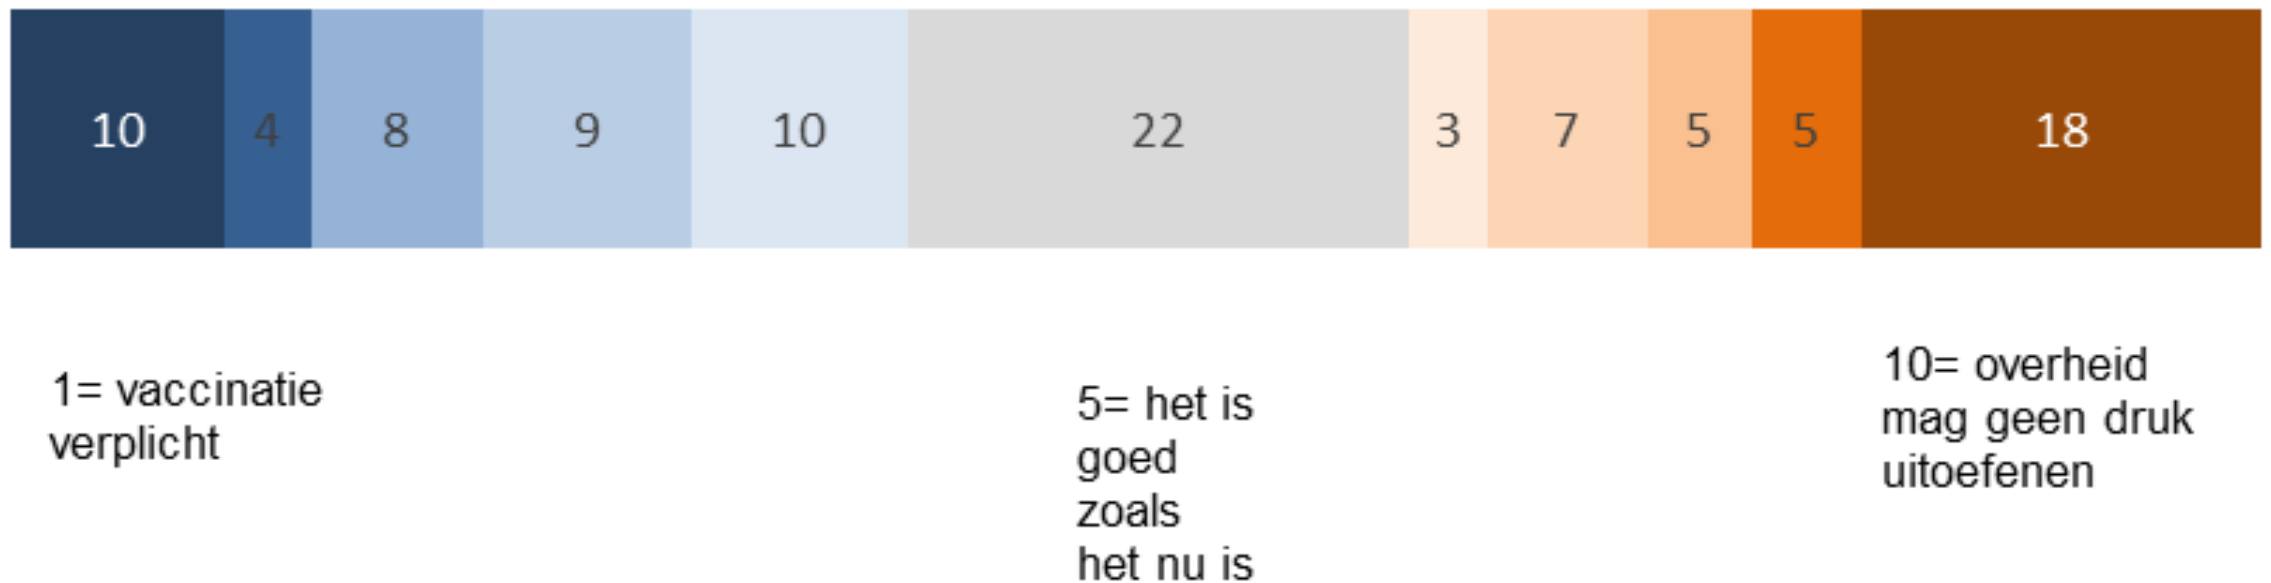 10 4 8 9 10 22 3 7 5 5 18
1= vaccinatie
verplicht
5= het is
goed
zoals
het nu is
10= overheid
mag geen druk
uitoefenen